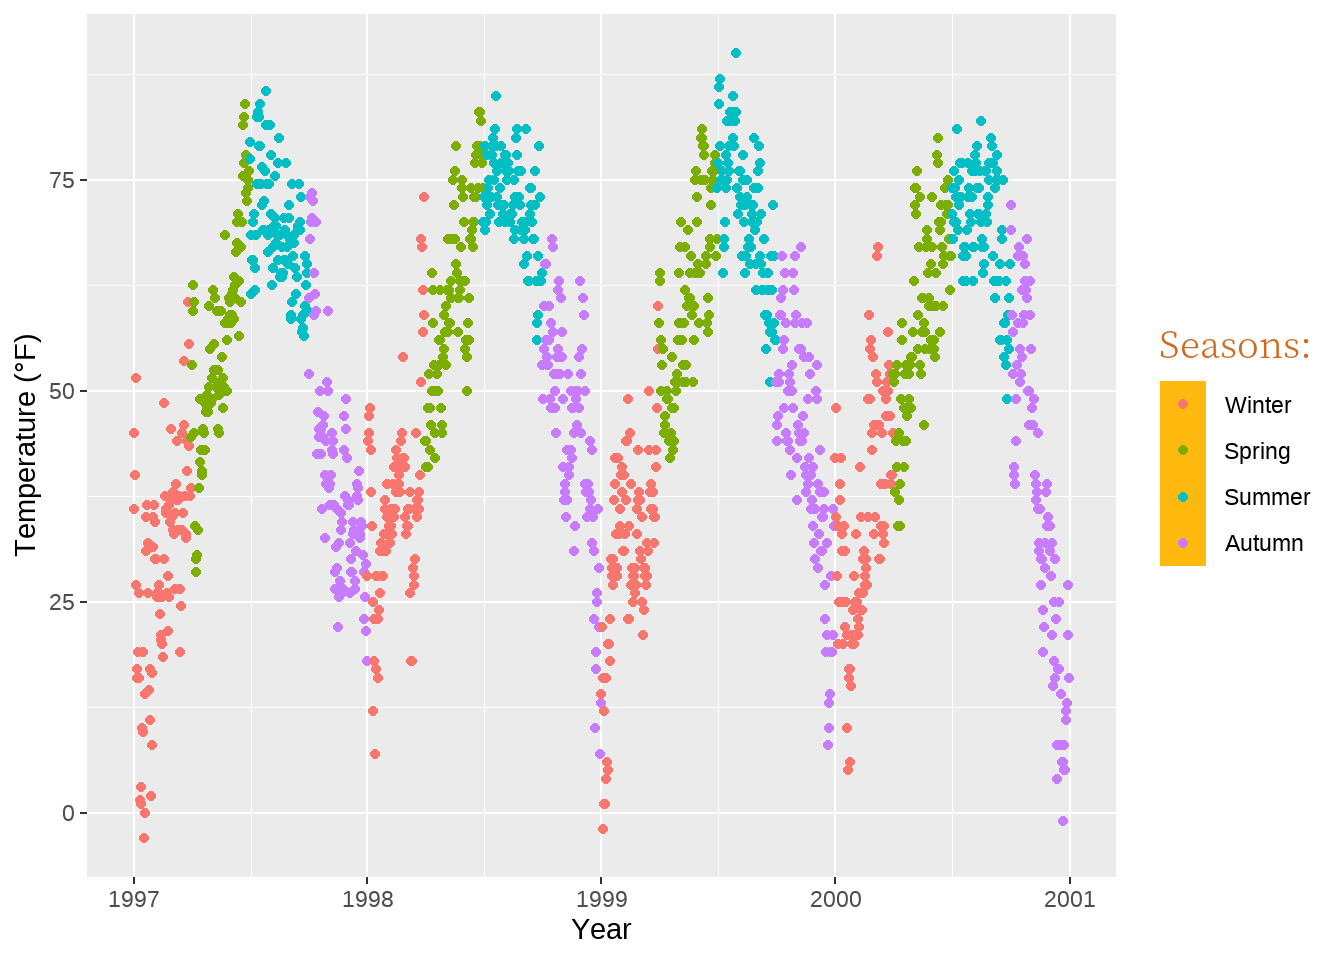 75
50
25
0
Temperature (°F)
1997 1998 1999 2000 2001
Year
Seasons:
Winter
Spring
Summer
Autumn